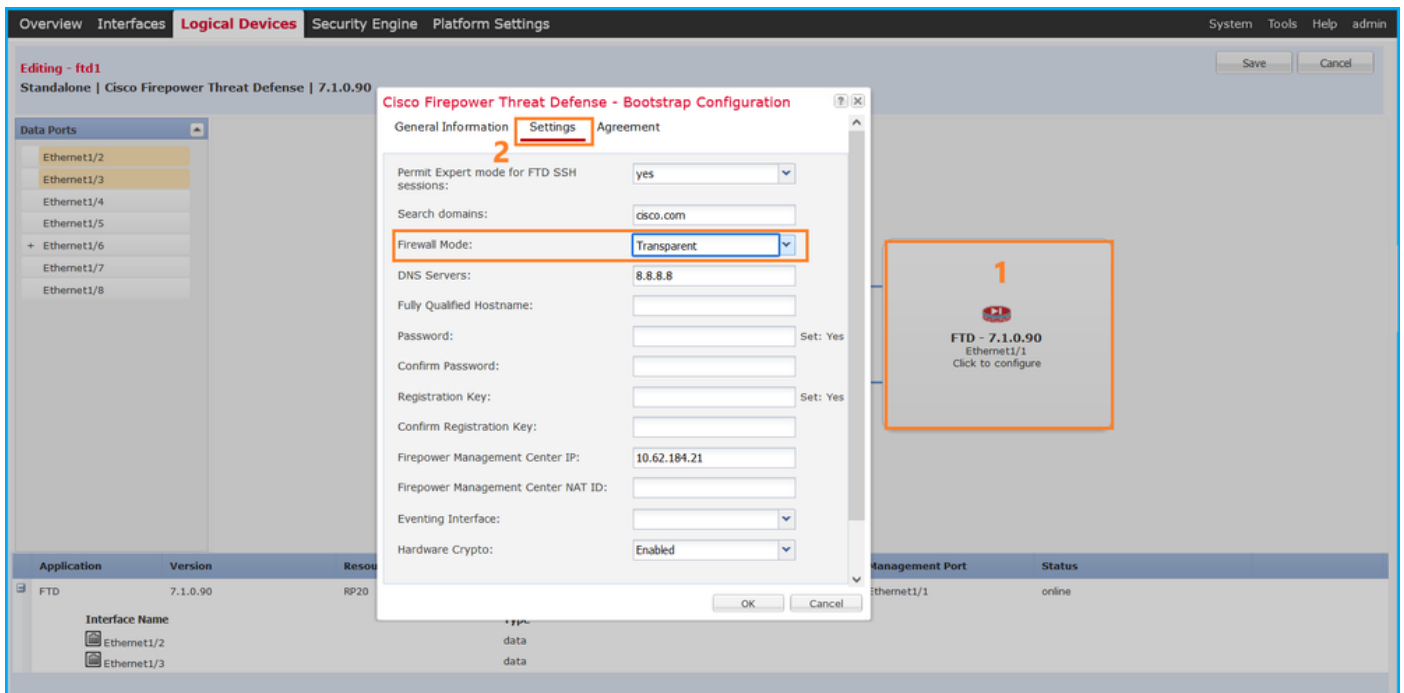 Overview Interfaces Logical Devices Security Engine Platform Settings System Tools Help admin
Editing - ftd1
Standalone | Cisco Firepower Threat Defense | 7.1.0.90
Save Cancel
Data Ports
Ethernet1/2
Ethernet1/3
Ethernet1/4
Ethernet1/5
+ Ethernet1/6
Ethernet1/7
Ethernet1/8
Cisco Firepower Threat Defense - Bootstrap Configuration
General Information Settings Agreement
2
Permit Expert mode for FTD SSH
sessions: yes
Search domains: cisco.com
Firewall Mode: Transparent
DNS Servers: 8.8.8.8
Fully Qualified Hostname:
Password: Set: Yes
Confirm Password:
Registration Key: Set: Yes
Confirm Registration Key:
Firepower Management Center IP: 10.62.184.21
Firepower Management Center NAT ID:
Eventing Interface:
Hardware Crypto: Enabled
OK Cancel
1
FTD - 7.1.0.90
Ethernet1/1
Click to configure
Application Version Management Port Status
FTD 7.1.0.90 RP20 Ethernet1/1 online
Interface Name
Ethernet1/2 data
Ethernet1/3 data